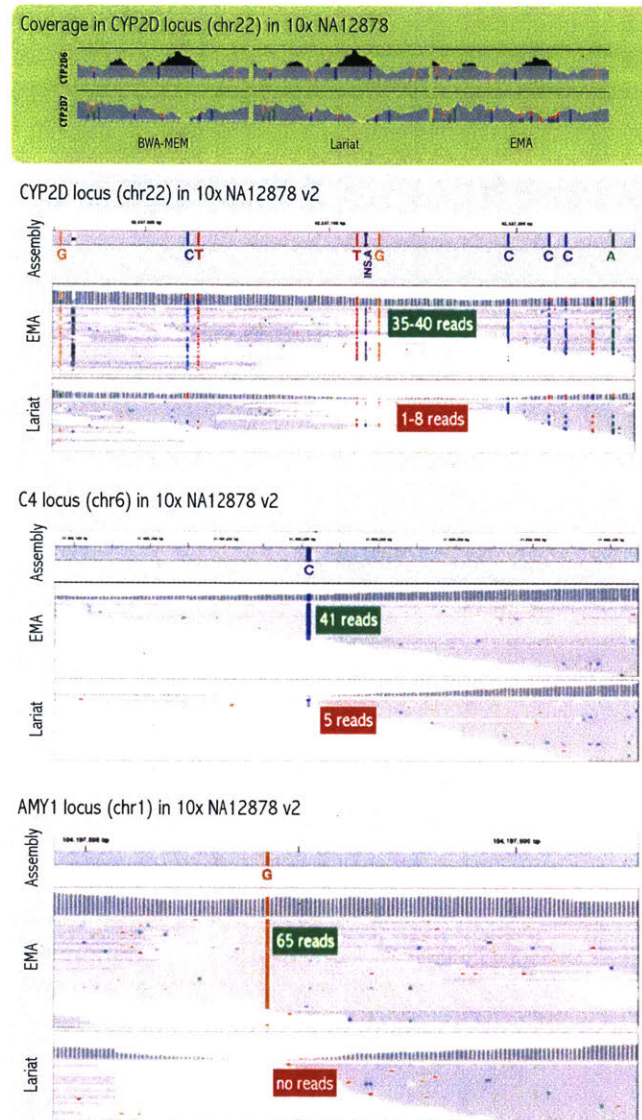 Coverage in CYP2D locus (chr22) in 10x NA12878
CYP2D6
CYP2D7
BWA-MEM Lariat EMA
CYP2D locus (chr22) in 10x NA12878 v2
Assembly
G C T T INS.A G C C C A
EMA
35-40 reads
Lariat
1-8 reads
C4 locus (chr6) in 10x NA12878 v2
Assembly
C
EMA
41 reads
Lariat
5 reads
AMY1 locus (chr1) in 10x NA12878 v2
Assembly
G
EMA
65 reads
Lariat
no reads